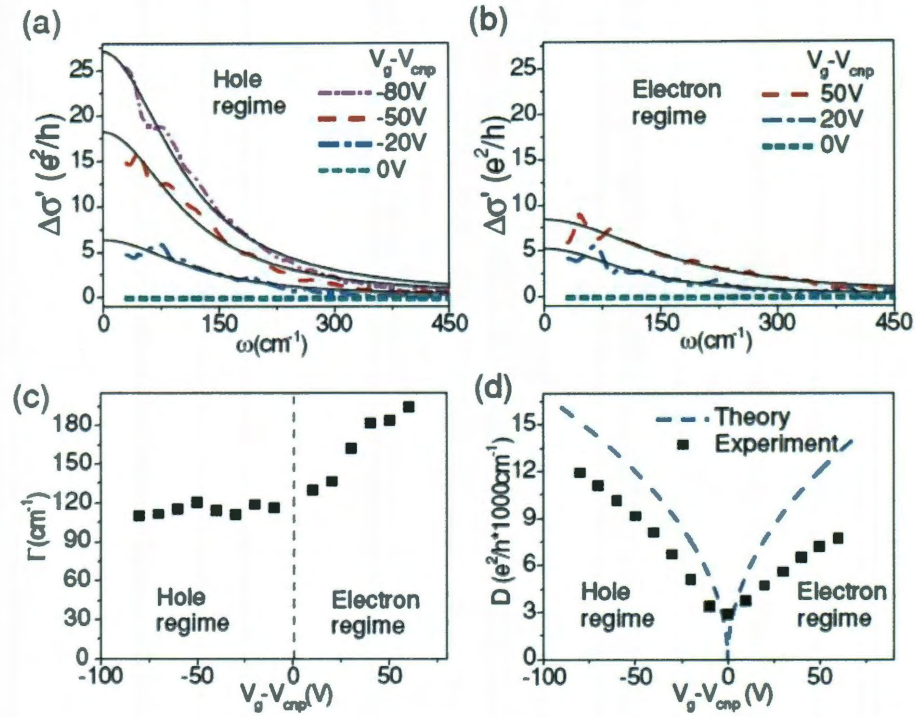 (a)
Δσ' (e²/h)
25
20
15
10
5
0
Hole
regime
Vg-Vcnp
-80V
-50V
-20V
0V
0 150 300 450
ω(cm⁻¹)
(b)
Δσ' (e²/h)
25
20
15
10
5
0
Electron
regime
Vg-Vcnp
50V
20V
0V
0 150 300 450
ω(cm⁻¹)
(c)
Γ(cm⁻¹)
180
150
120
90
60
30
0
Hole
regime
Electron
regime
-100 -50 0 50
Vg-Vcnp(V)
(d)
D (e²/h*1000cm⁻¹)
15
12
9
6
3
0
Theory
Experiment
Hole
regime
Electron
regime
-100 -50 0 50
Vg-Vcnp (V)